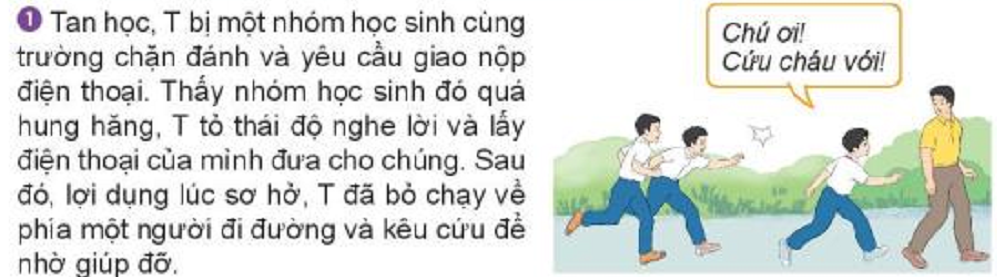 1 Tan học, T bị một nhóm học sinh cùng
trường chặn đánh và yêu cầu giao nộp
điện thoại. Thấy nhóm học sinh đó quá
hung hăng, T tỏ thái độ nghe lời và lấy
điện thoại của mình đưa cho chúng. Sau
đó, lợi dụng lúc sơ hở, T đã bỏ chạy về
phía một người đi đường và kêu cứu để
nhờ giúp đỡ.
Chú ơi!
Cứu cháu với!